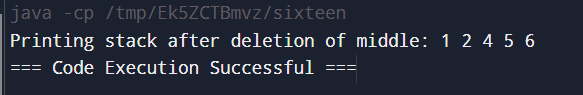 java -cp /tmp/Ek5ZCTBmvz/sixteen
Printing stack after deletion of middle: 1 2 4 5 6
=== Code Execution Successful ===